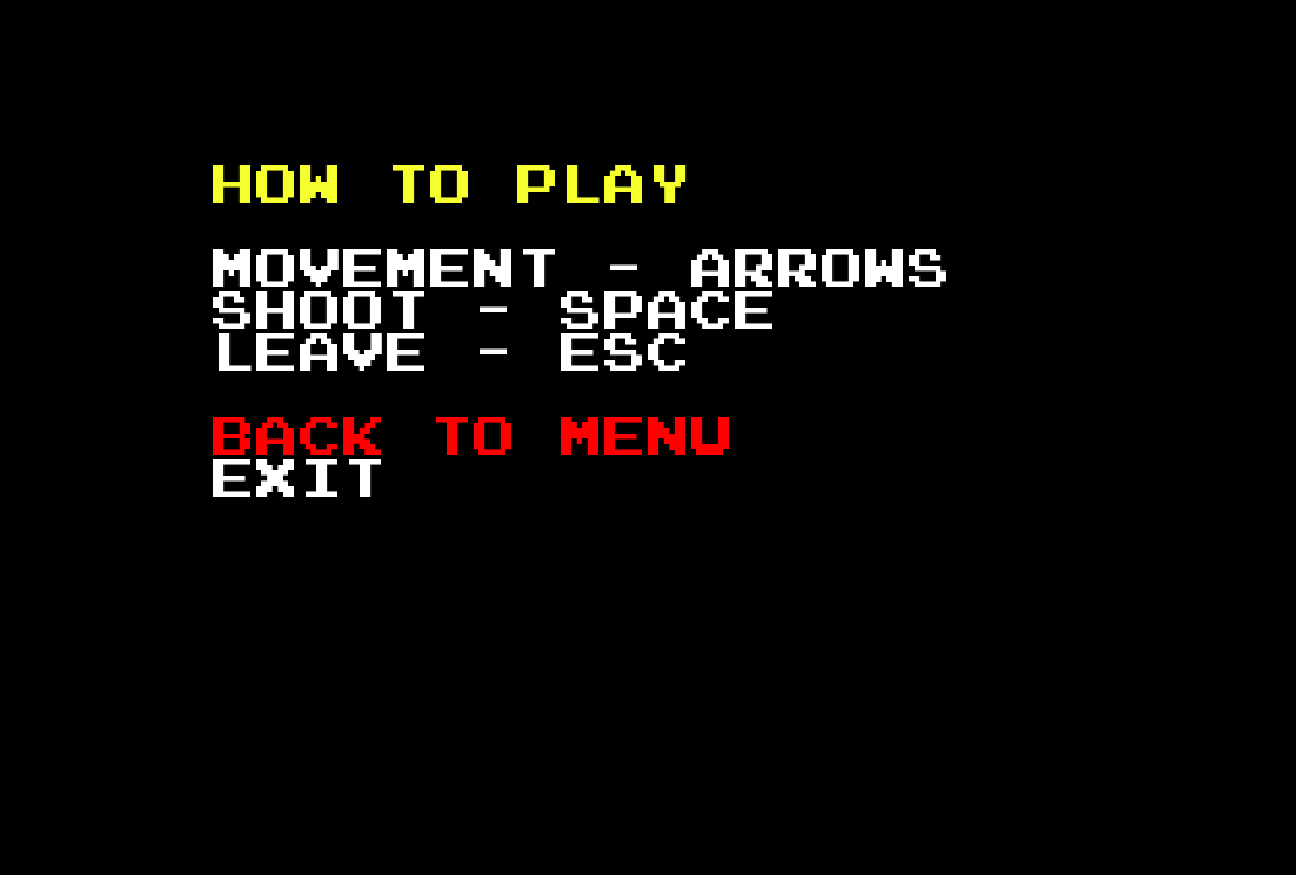 HOW TO PLAY
MOVEMENT - ARROWS
SHOOT - SPACE
LEAVE - ESC
BACK TO MENU
EXIT